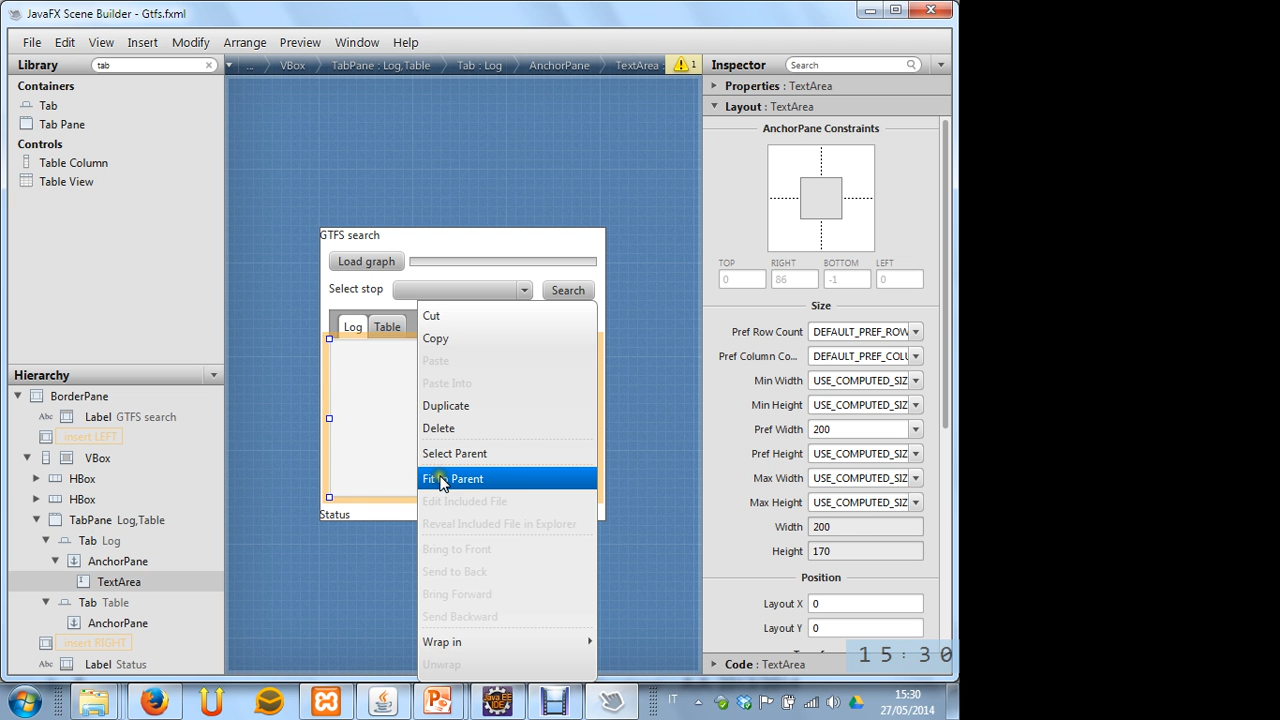 JavaFX Scene Builder - Gtfs.fxml
File Edit View Insert Modify Arrange Preview Window Help
Library tab
... VBox TabPane : Log,Table Tab : Log AnchorPane TextArea : 1
Inspector Search
Containers
Tab
Tab Pane
Controls
Table Column
Table View
Properties : TextArea
Layout : TextArea
AnchorPane Constraints
TOP RIGHT BOTTOM LEFT
0 86 -1 0
Size
Pref Row Count DEFAULT_PREF_ROW
Pref Column Co... DEFAULT_PREF_COLU
Min Width USE_COMPUTED_SIZ
Min Height USE_COMPUTED_SIZ
Pref Width 200
Pref Height USE_COMPUTED_SIZ
Max Width USE_COMPUTED_SIZ
Max Height USE_COMPUTED_SIZ
Width 200
Height 170
Position
Layout X 0
Layout Y 0
Code : TextArea
GTFS search
Load graph
Select stop Search
Log Table
Status
Cut
Copy
Paste
Paste Into
Duplicate
Delete
Select Parent
Fit to Parent
Edit Included File
Reveal Included File in Explorer
Bring to Front
Send to Back
Bring Forward
Send Backward
Wrap in
Unwrap
Hierarchy
BorderPane
Abc Label GTFS search
insert LEFT
VBox
HBox
HBox
TabPane Log,Table
Tab Log
AnchorPane
TextArea
Tab Table
AnchorPane
insert RIGHT
Abc Label Status
15:30
Java EE
IDE
IT
15:30
27/05/2014